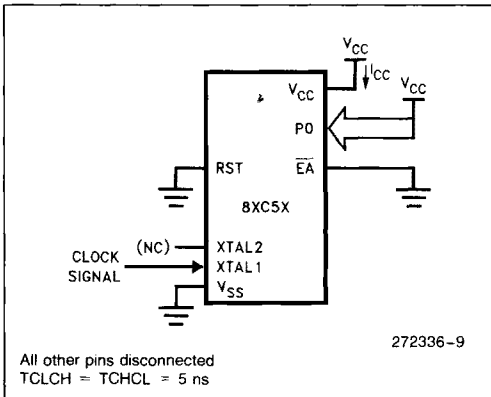 VCC
ICC
VCC
VCC
P0
RST
EA
8XC5X
(NC)
XTAL2
CLOCK
SIGNAL
XTAL1
VSS
272336-9
All other pins disconnected
TCLCH = TCHCL = 5 ns